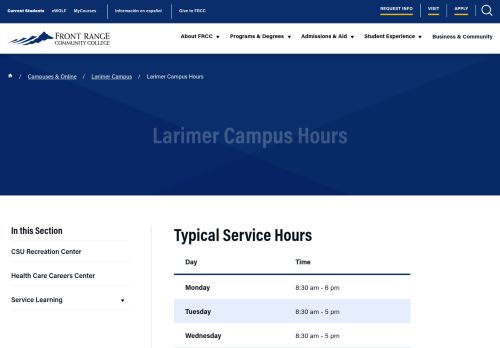 Current Students eWOLF MyCourses Información en español Give to FRCC REQUEST INFO VISIT APPLY
FRONT RANGE
COMMUNITY COLLEGE
About FRCC Programs & Degrees Admissions & Aid Student Experience Business & Community
/ Campuses & Online / Larimer Campus / Larimer Campus Hours
Larimer Campus Hours
In this Section
CSU Recreation Center
Health Care Careers Center
Service Learning
Typical Service Hours
Day Time
Monday 8:30 am - 6 pm
Tuesday 8:30 am - 5 pm
Wednesday 8:30 am - 5 pm